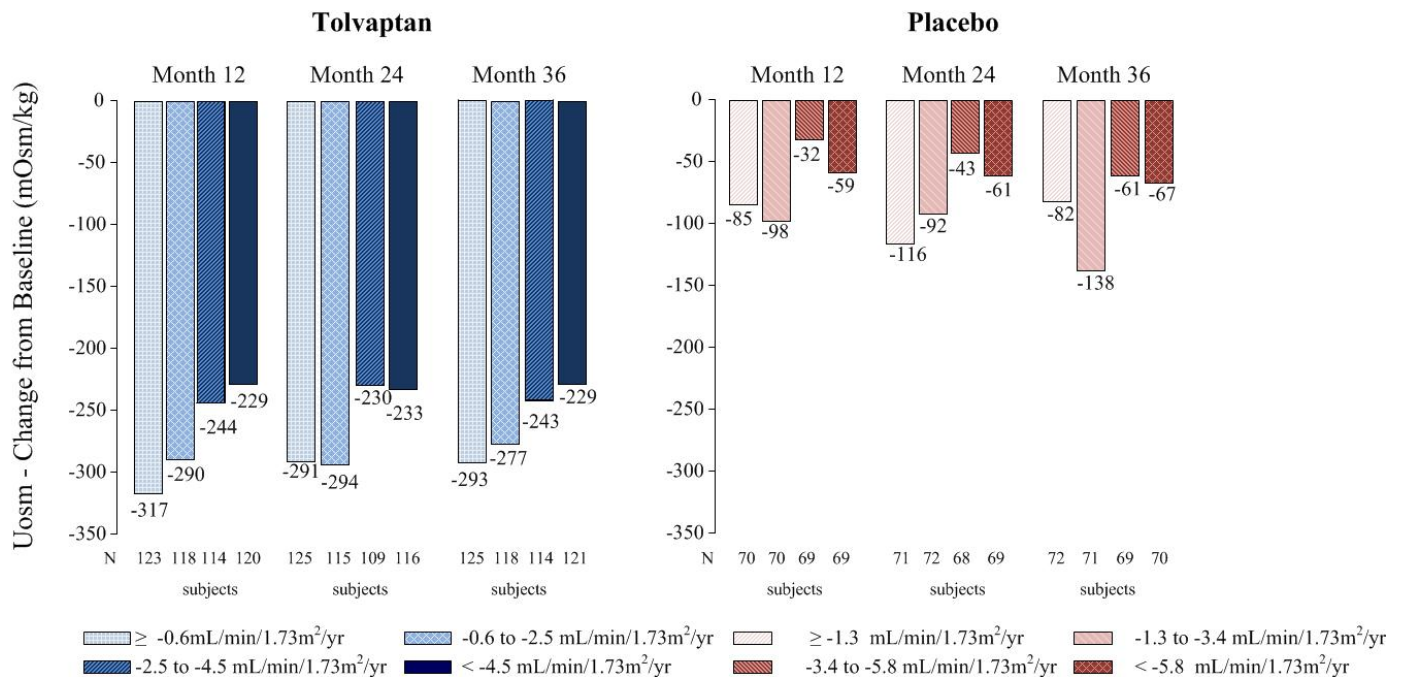 Tolvaptan
Placebo
Month 12 Month 24 Month 36
Month 12 Month 24 Month 36
Uosm - Change from Baseline (mOsm/kg)
0
-50
-100
-150
-200
-250
-300
-350
-317 -290 -244 -229
-291 -294 -230 -233
-293 -277 -243 -229
0
-50
-100
-150
-200
-250
-300
-350
-85 -98 -32 -59
-116 -92 -43 -61
-82 -138 -61 -67
N 123 118 114 120 125 115 109 116 125 118 114 121
subjects subjects subjects
N 70 70 69 69 71 72 68 69 72 71 69 70
subjects subjects subjects
≥ -0.6mL/min/1.73m²/yr -0.6 to -2.5 mL/min/1.73m²/yr ≥ -1.3 mL/min/1.73m²/yr -1.3 to -3.4 mL/min/1.73m²/yr
-2.5 to -4.5 mL/min/1.73m²/yr < -4.5 mL/min/1.73m²/yr -3.4 to -5.8 mL/min/1.73m²/yr < -5.8 mL/min/1.73m²/yr